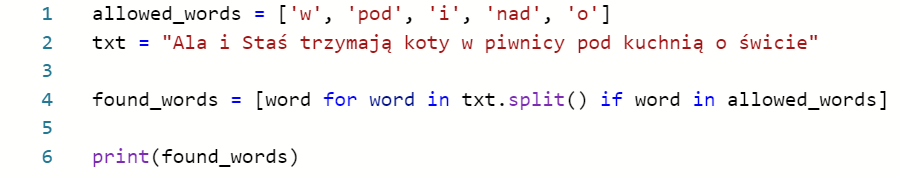 1 allowed_words = ['w', 'pod', 'i', 'nad', 'o']
2 txt = "Ala i Staś trzymają koty w piwnicy pod kuchnią o świcie"
3
4 found_words = [word for word in txt.split() if word in allowed_words]
5
6 print(found_words)